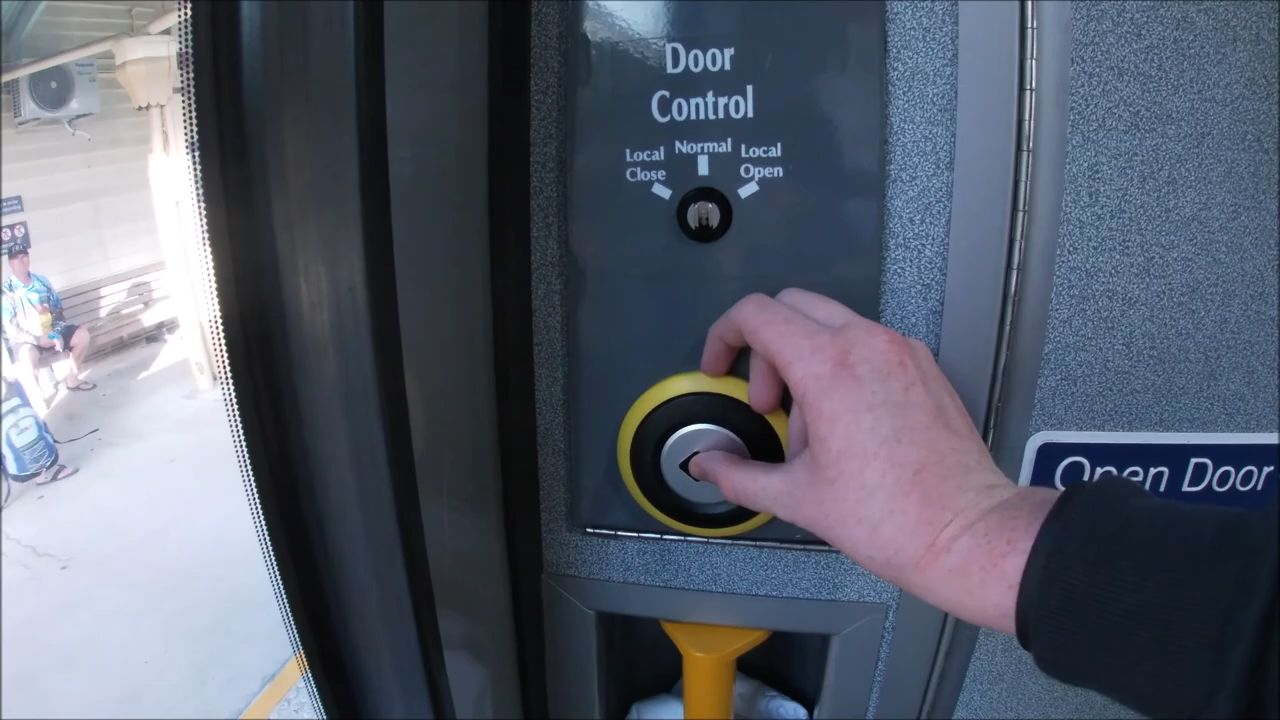 Door
Control
Local
Close
Normal
Local
Open
Open Door